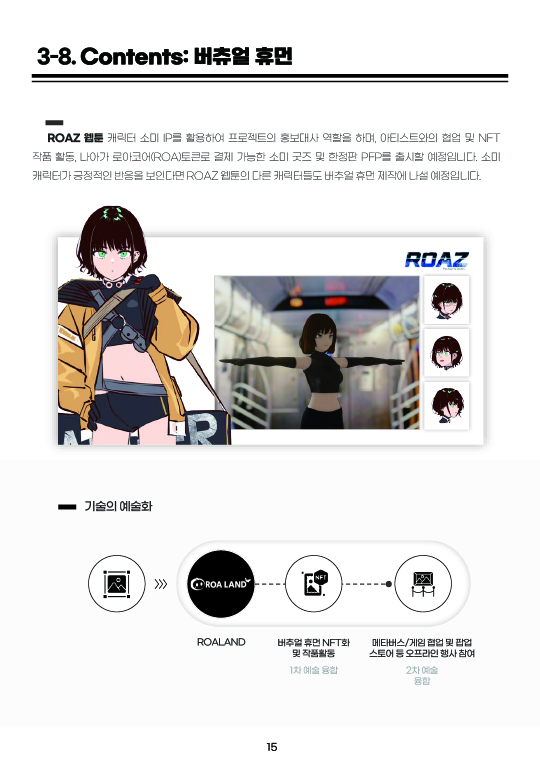 3-8. Contents: 버츄얼 휴먼
ROAZ 웹툰 캐릭터 소미 IP를 활용하여 프로젝트의 홍보대사 역할을 하며, 아티스트와의 협업 및 NFT
작품 활동, 나아가 로아코어(ROA)토큰로 결제 가능한 소미 굿즈 및 한정판 PFP를 출시할 예정입니다. 소미
캐릭터가 긍정적인 반응을 보인다면 ROAZ 웹툰의 다른 캐릭터들도 버추얼 휴먼 제작에 나설 예정입니다.
ROAZ
기술의 예술화
ROA LAND
NFT
ROALAND
버추얼 휴먼 NFT화
및 작품활동
1차 예술 융합
메타버스/게임 협업 및 팝업
스토어 등 오프라인 행사 참여
2차 예술
융합
15